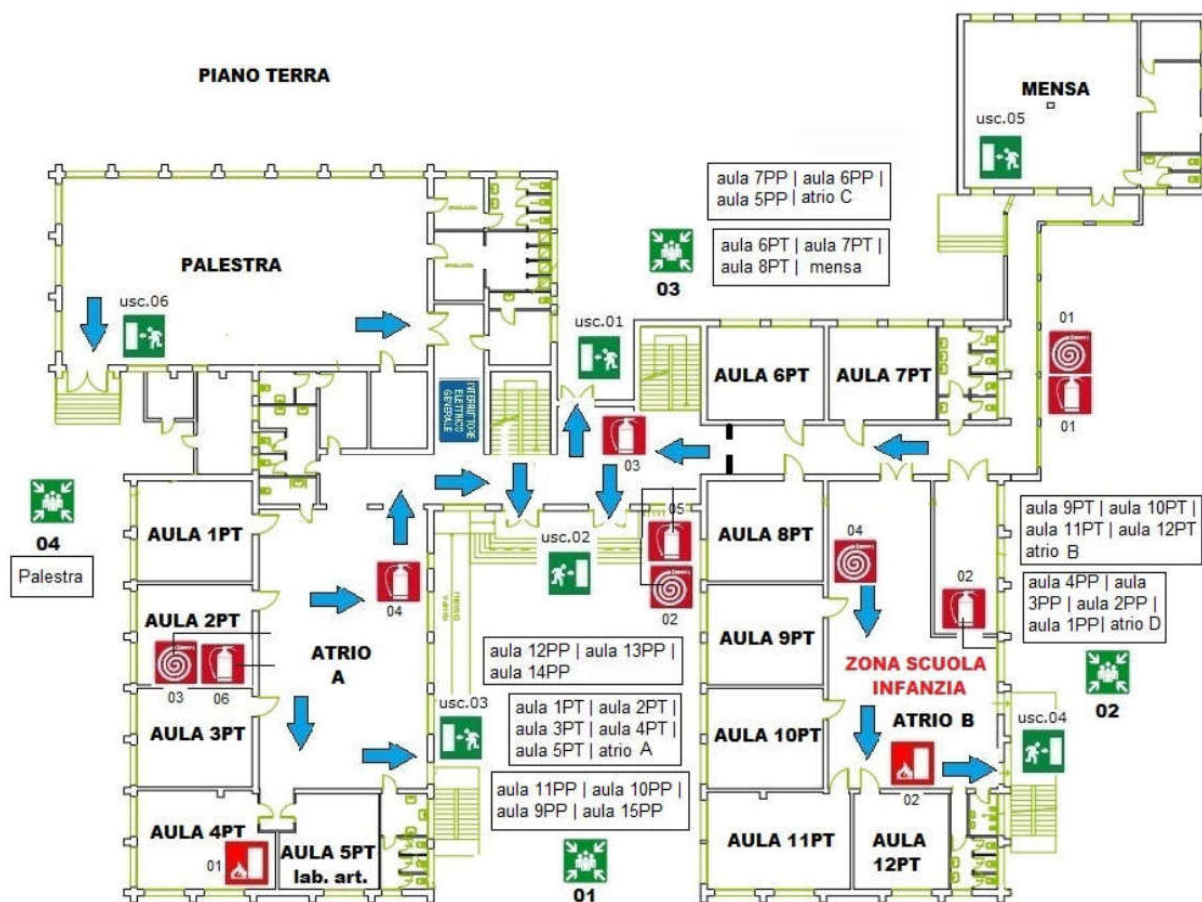 PIANO TERRA
MENSA
usc.05
aula 7PP | aula 6PP |
aula 5PP | atrio C
aula 6PT | aula 7PT |
aula 8PT | mensa
03
PALESTRA
usc.06
usc.01
INTERRUTTORE
ELETTRICO
GENERALE
AULA 6PT
AULA 7PT
01
01
03
04
Palestra
AULA 1PT
usc.02
05
02
AULA 8PT
04
02
aula 9PT | aula 10PT |
aula 11PT | aula 12PT
atrio B
aula 4PP | aula
3PP | aula 2PP |
aula 1PP | atrio D
02
04
AULA 2PT
03
06
ATRIO
A
RAMPA
AULA 9PT
ZONA SCUOLA
INFANZIA
aula 12PP | aula 13PP |
aula 14PP
aula 1PT | aula 2PT |
aula 3PT | aula 4PT |
aula 5PT | atrio A
aula 11PP | aula 10PP |
aula 9PP | aula 15PP
01
AULA 3PT
usc.03
AULA 10PT
ATRIO B
usc.04
02
AULA 4PT
01
AULA 5PT
lab. art.
AULA 11PT
AULA
12PT